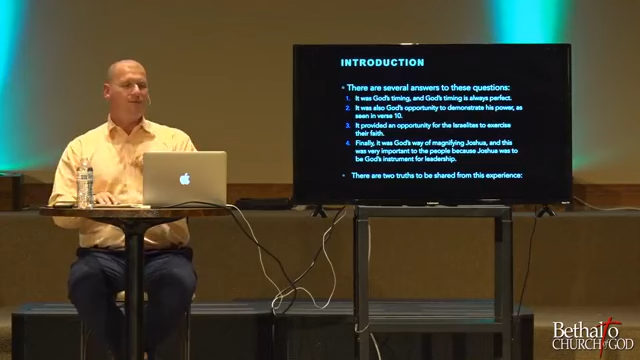 INTRODUCTION
• There are several answers to these questions:
1. It was God's timing, and God's timing is always perfect.
2. It was also God's opportunity to demonstrate his power, as
seen in verse 10.
3. It provided an opportunity for the Israelites to exercise
their faith.
4. Finally, it was God's way of magnifying Joshua, and this
was very important to the people because Joshua was to
be God's instrument for leadership.
• There are two truths to be shared from this experience:
Bethalto
CHURCH of GOD